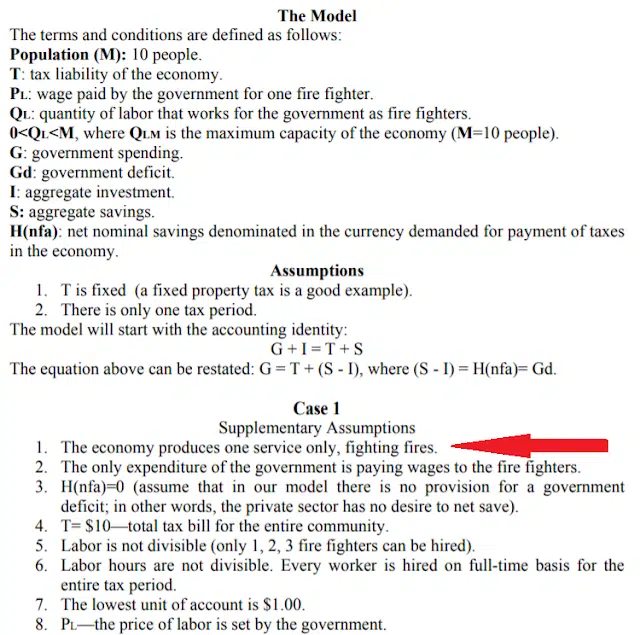 The Model
The terms and conditions are defined as follows:
Population (M): 10 people.
T: tax liability of the economy.
PL: wage paid by the government for one fire fighter.
QL: quantity of labor that works for the government as fire fighters.
0<QL<M, where QLM is the maximum capacity of the economy (M=10 people).
G: government spending.
Gd: government deficit.
I: aggregate investment.
S: aggregate savings.
H(nfa): net nominal savings denominated in the currency demanded for payment of taxes
in the economy.
Assumptions
1. T is fixed (a fixed property tax is a good example).
2. There is only one tax period.
The model will start with the accounting identity:
G + I = T + S
The equation above can be restated: G = T + (S - I), where (S - I) = H(nfa)= Gd.
Case 1
Supplementary Assumptions
1. The economy produces one service only, fighting fires.
2. The only expenditure of the government is paying wages to the fire fighters.
3. H(nfa)=0 (assume that in our model there is no provision for a government
deficit; in other words, the private sector has no desire to net save).
4. T= $10—total tax bill for the entire community.
5. Labor is not divisible (only 1, 2, 3 fire fighters can be hired).
6. Labor hours are not divisible. Every worker is hired on full-time basis for the
entire tax period.
7. The lowest unit of account is $1.00.
8. PL—the price of labor is set by the government.